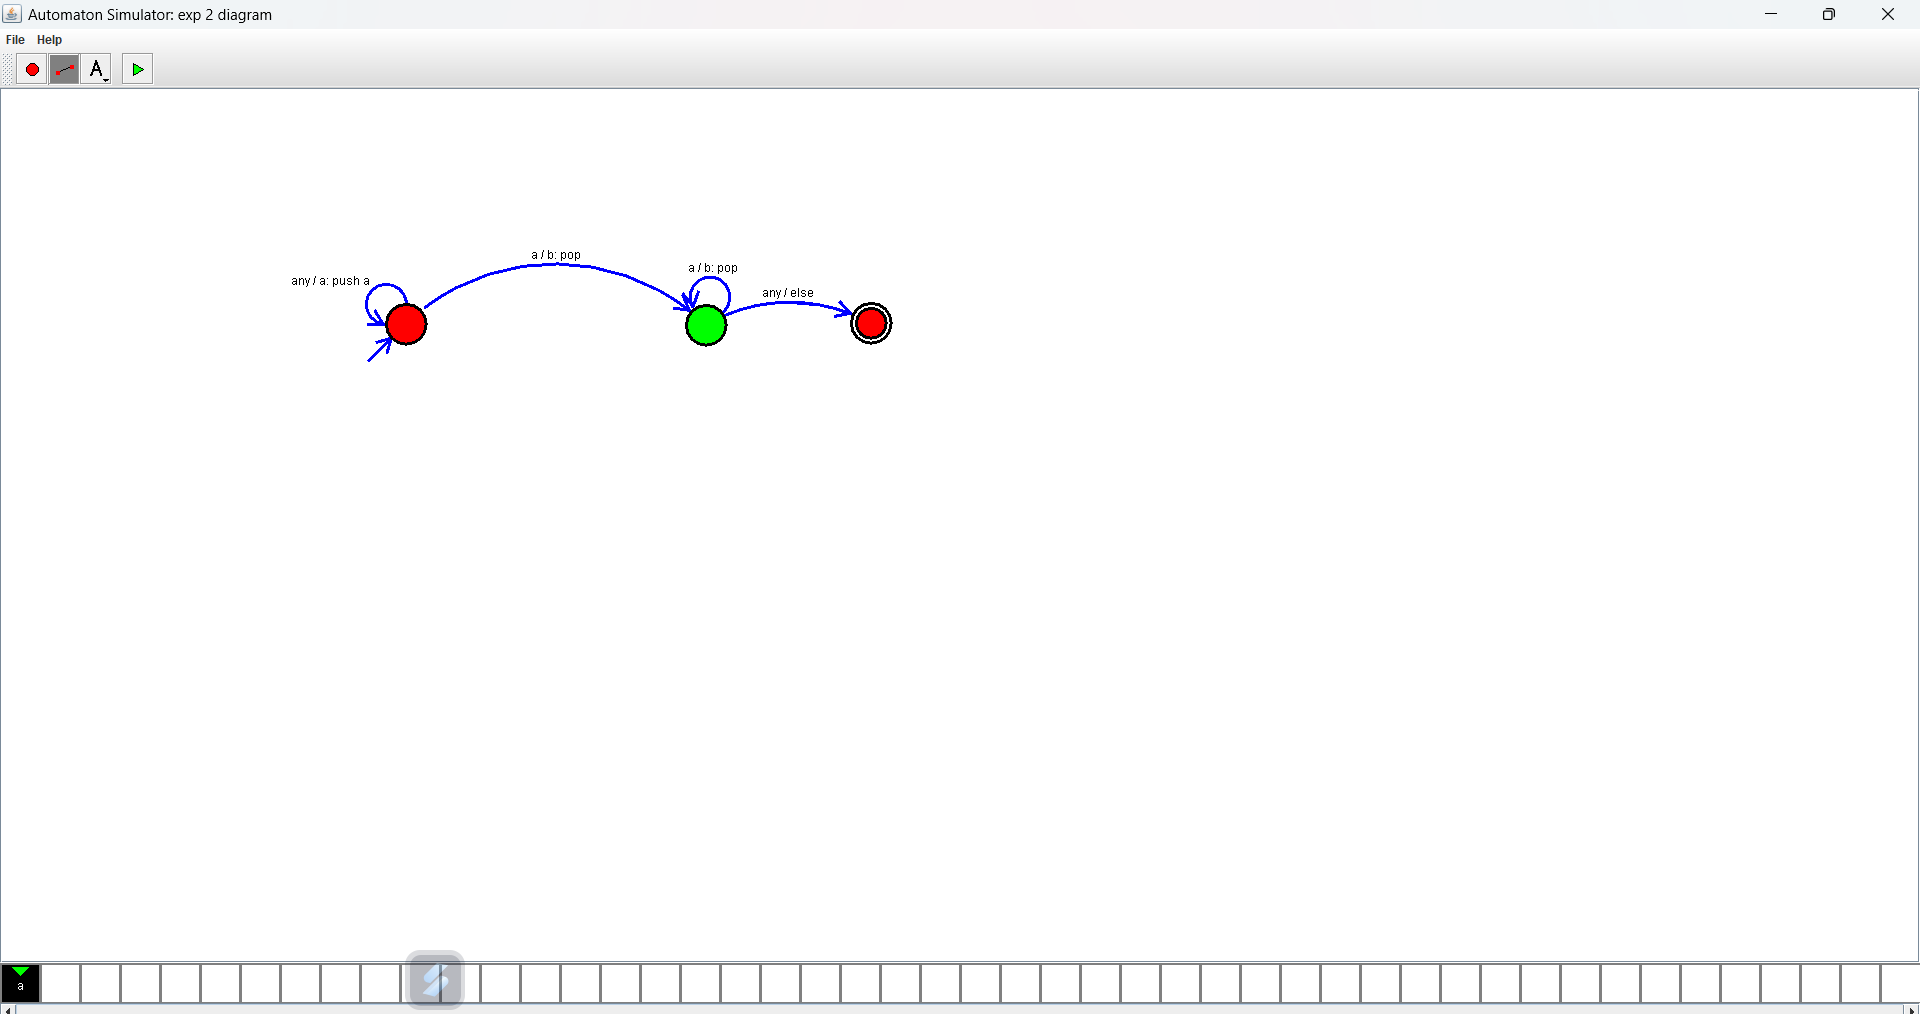 Automaton Simulator: exp 2 diagram
File Help
A
a / b: pop
a / b: pop
any / a: push a
any / else
a